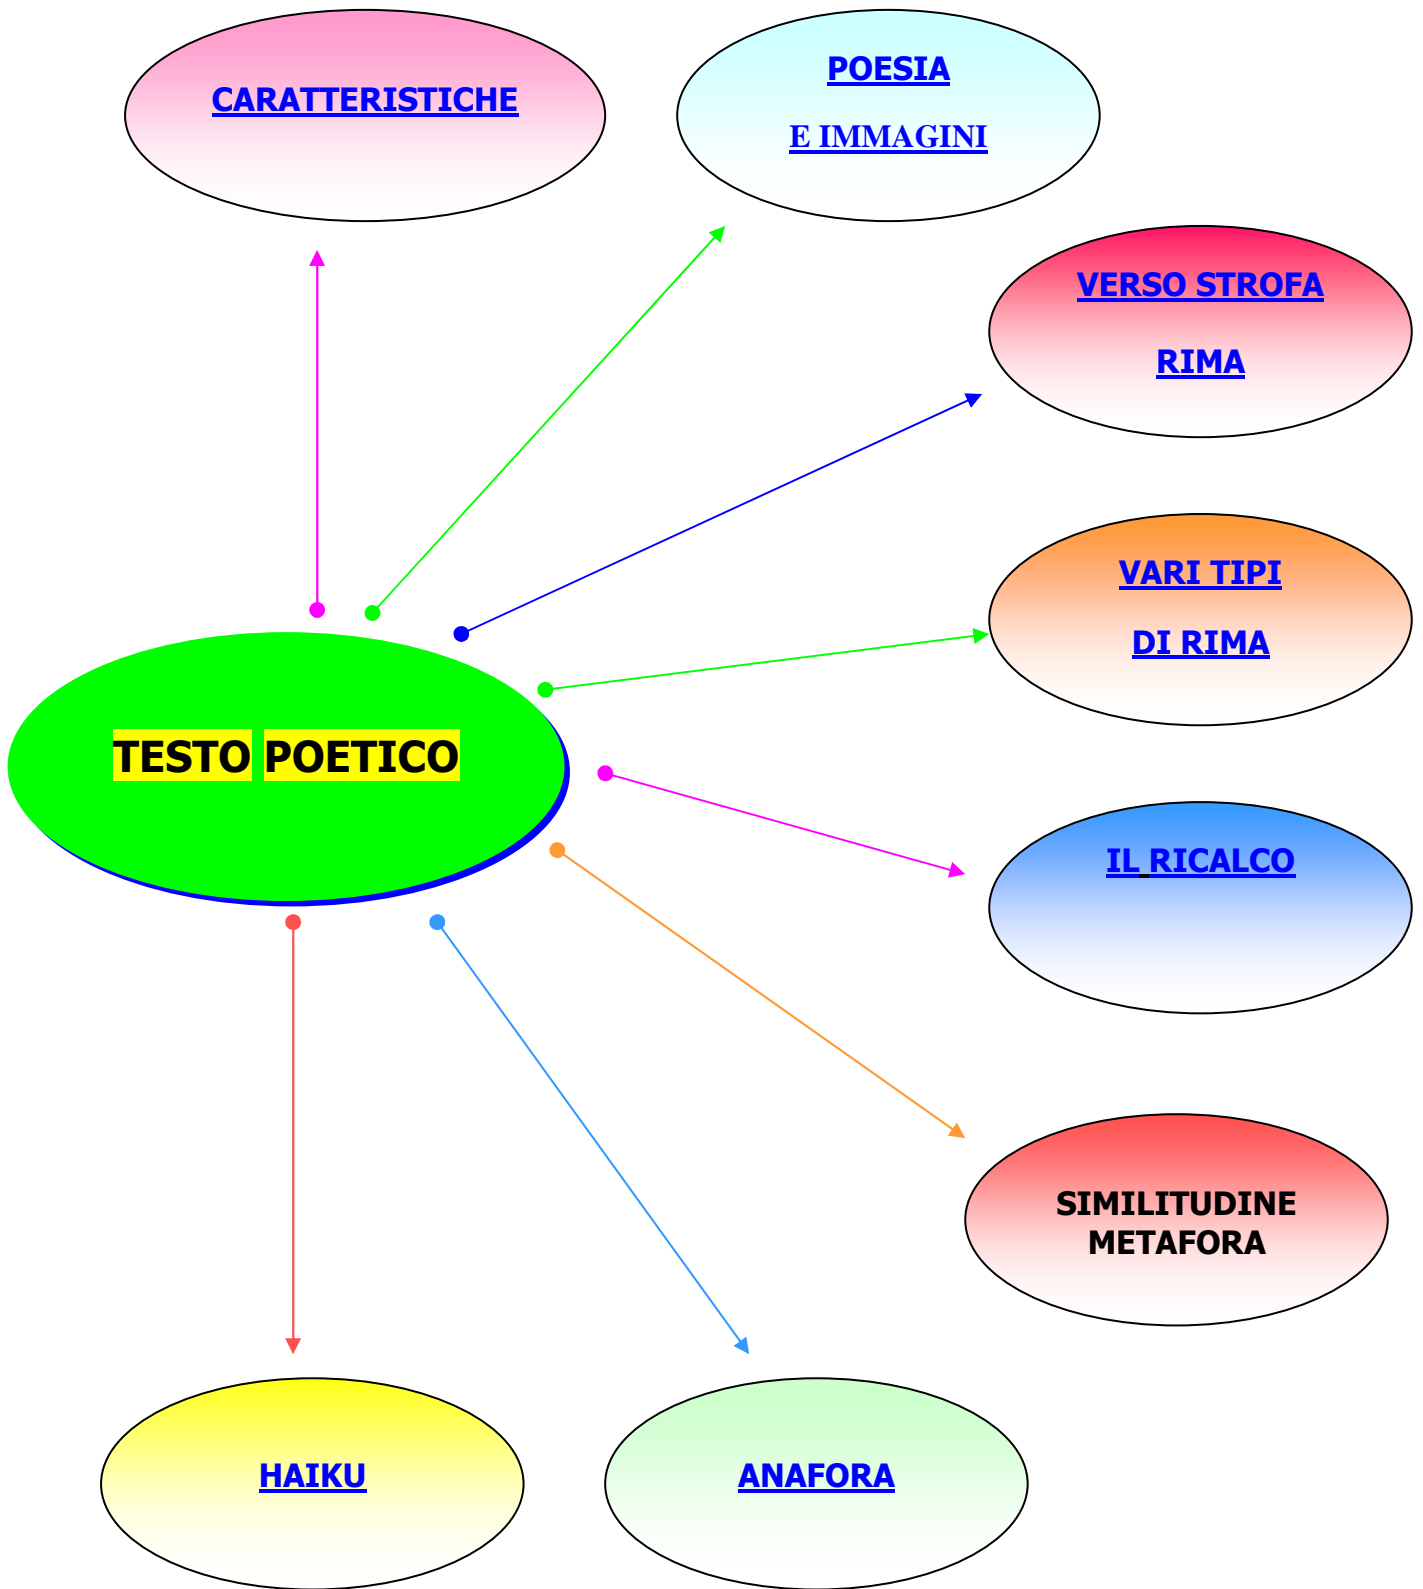 CARATTERISTICHE
POESIA
E IMMAGINI
VERSO STROFA
RIMA
VARI TIPI
DI RIMA
TESTO POETICO
IL RICALCO
SIMILITUDINE
METAFORA
HAIKU
ANAFORA